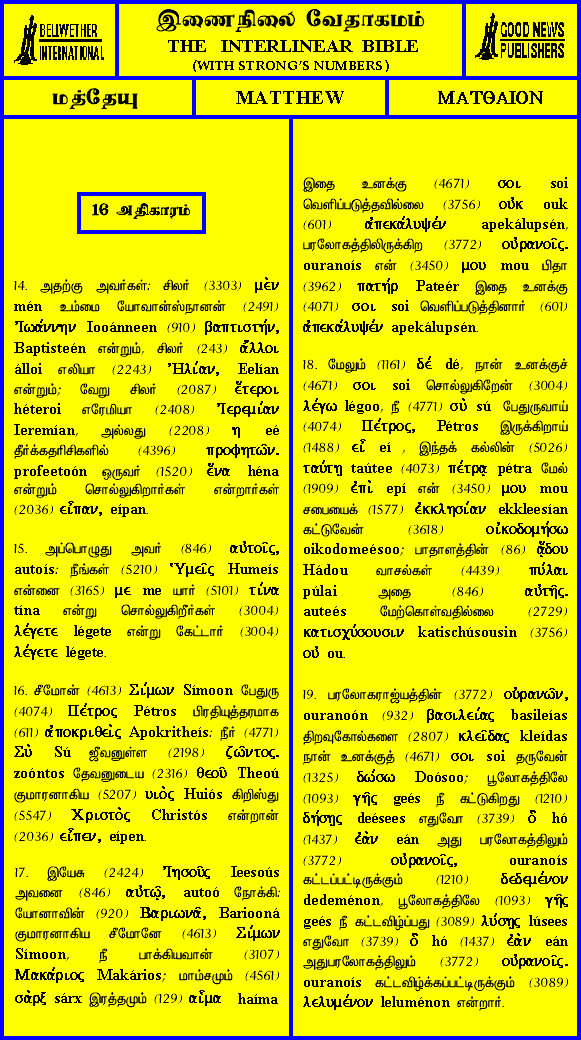 BELLWETHER
INTERNATIONAL
இணைநிலை வேதாகமம்
THE INTERLINEAR BIBLE
(WITH STRONG'S NUMBERS)
GOOD NEWS
PUBLISHERS
மத்தேயு
MATTHEW
ΜΑΤΘΑΙΟΝ
16 அதிகாரம்
14. அதற்கு அவர்கள்: சிலர் (3303) μὲν
mén உம்மை யோவான்ஸ்நானன் (2491)
Ἰωάννην Iooánneen (910) βαπτιστήν,
Baptisteén என்றும், சிலர் (243) ἄλλοι
álloi எலியா (2243) Ἠλίαν, Eelían
என்றும்; வேறு சிலர் (2087) ἕτεροι
héteroi எரேமியா (2408) Ἰερεμίαν
Ieremían, அல்லது (2208) η eé
தீர்க்கதரிசிகளில் (4396) προφητῶν.
profeetoón ஒருவர் (1520) ἕνα héna
என்றும் சொல்லுகிறார்கள் என்றார்கள்
(2036) εἶπαν, eípan.
15. அப்பொழுது அவர் (846) αὐτοῖς,
autoís: நீங்கள் (5210) Ὑμεῖς Humeís
என்னை (3165) με me யார் (5101) τίνα
tína என்று சொல்லுகிறீர்கள் (3004)
λέγετε légete என்று கேட்டார் (3004)
λέγετε légete.
16. சீமோன் (4613) Σίμων Símoon பேதுரு
(4074) Πέτρος Pétros பிரதியுத்தரமாக
(611) ἀποκριθεὶς Apokritheís: நீர் (4771)
Σὺ Sú ஜீவனுள்ள (2198) ζῶντος.
zoóntos தேவனுடைய (2316) θεοῦ Theoú
குமாரனாகிய (5207) υιὸς Huiós கிறிஸ்து
(5547) Χριστὸς Christós என்றான்
(2036) εἶπεν, eípen.
17. இயேசு (2424) Ἰησοῦς Ieesoús
அவனை (846) αὐτῷ, autoó நோக்கி:
யோனாவின் (920) Βαριωνᾶ, Bariooná
குமாரனாகிய சீமோனே (4613) Σίμων
Símoon, நீ பாக்கியவான் (3107)
Μακάριος Makários; மாம்சமும் (4561)
σὰρξ sárx இரத்தமும் (129) αἷμα haíma
இதை உனக்கு (4671) σοι soi
வெளிப்படுத்தவில்லை (3756) οὐκ ouk
(601) ἀπεκάλυψέν apekálupsén,
பரலோகத்திலிருக்கிற (3772) οὐρανοῖς.
ouranoís என் (3450) μου mou பிதா
(3962) πατήρ Pateér இதை உனக்கு
(4071) σοι soi வெளிப்படுத்தினார் (601)
ἀπεκάλυψέν apekálupsén.
18. மேலும் (1161) δέ dé, நான் உனக்குச்
(4671) σοι soi சொல்லுகிறேன் (3004)
λέγω légoo, நீ (4771) σὺ sú பேதுருவாய்
(4074) Πέτρος, Pétros இருக்கிறாய்
(1488) εἶ eí , இந்தக் கல்லின் (5026)
ταύτῃ taútee (4073) πέτρᾳ pétra மேல்
(1909) ἐπὶ epí என் (3450) μου mou
சபையைக் (1577) ἐκκλησίαν ekkleesían
கட்டுவேன் (3618) οἰκοδομήσω
oikodomeésoo; பாதாளத்தின் (86) ᾅδου
Hádou வாசல்கள் (4439) πύλαι
púlai அதை (846) αὐτῆς.
auteés மேற்கொள்வதில்லை (2729)
κατισχύσουσιν katischúsousin (3756)
οὐ ou.
19. பரலோகராஜ்யத்தின் (3772) οὐρανῶν,
ouranoón (932) βασιλείας basileías
திறவுகோல்களை (2807) κλεῖδας kleídas
நான் உனக்குத் (4671) σοι soi தருவேன்
(1325) δώσω Doósoo; பூலோகத்திலே
(1093) γῆς geés நீ கட்டுகிறது (1210)
δήσῃς deésees எதுவோ (3739) ὃ hó
(1437) ἐὰν eán அது பரலோகத்திலும்
(3772) οὐρανοῖς, ouranoís
கட்டப்பட்டிருக்கும் (1210) δεδεμένον
dedeménon, பூலோகத்திலே (1093) γῆς
geés நீ கட்டவிழ்ப்பது (3089) λύσῃς lúsees
எதுவோ (3739) ὃ hó (1437) ἐὰν eán
அதுபரலோகத்திலும் (3772) οὐρανοῖς.
ouranoís கட்டவிழ்க்கப்பட்டிருக்கும் (3089)
λελυμένον leluménon என்றார்.